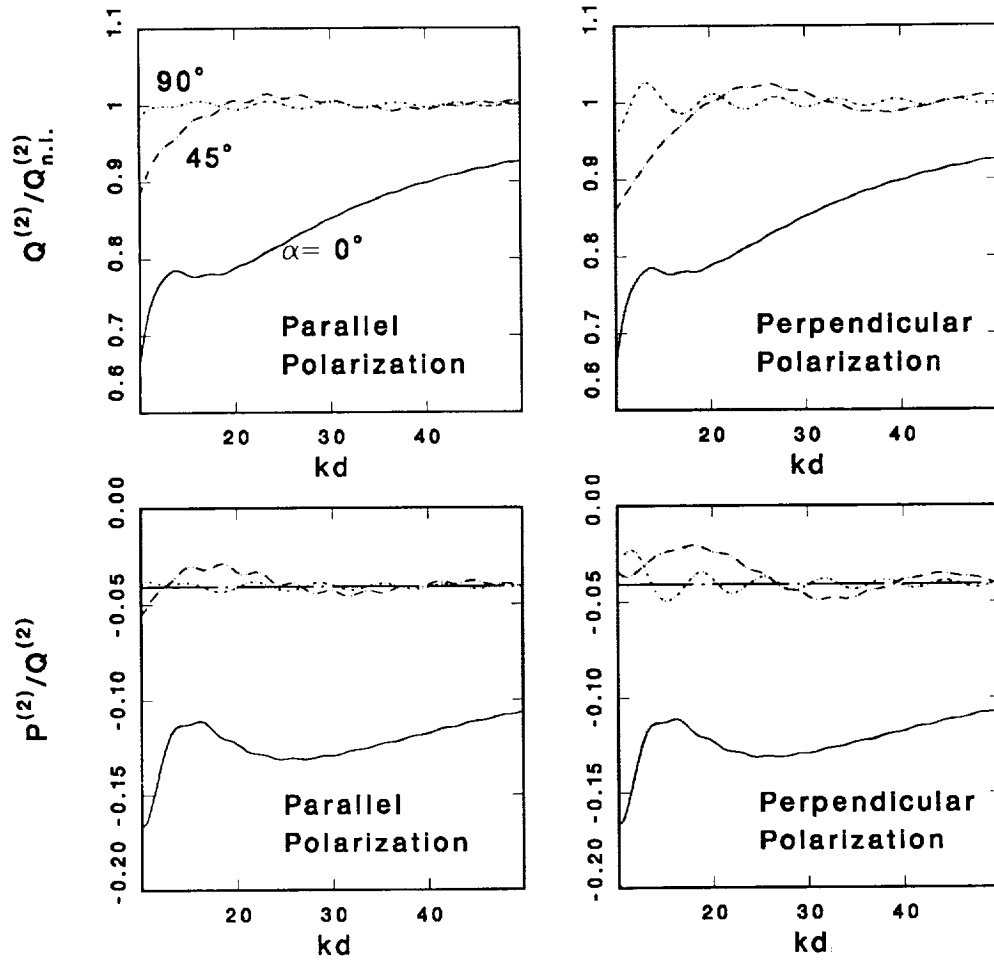 Q^(2)/Q_n.l.^(2)
1.1
1
0.9
0.8
0.7
0.6
90°
45°
α= 0°
Parallel
Polarization
20 30 40
kd
1.1
1
0.9
0.8
0.7
0.6
Perpendicular
Polarization
20 30 40
kd
P^(2)/Q^(2)
0.00
-0.05
-0.10
-0.15
-0.20
Parallel
Polarization
20 30 40
kd
0.00
-0.05
-0.10
-0.15
-0.20
Perpendicular
Polarization
20 30 40
kd